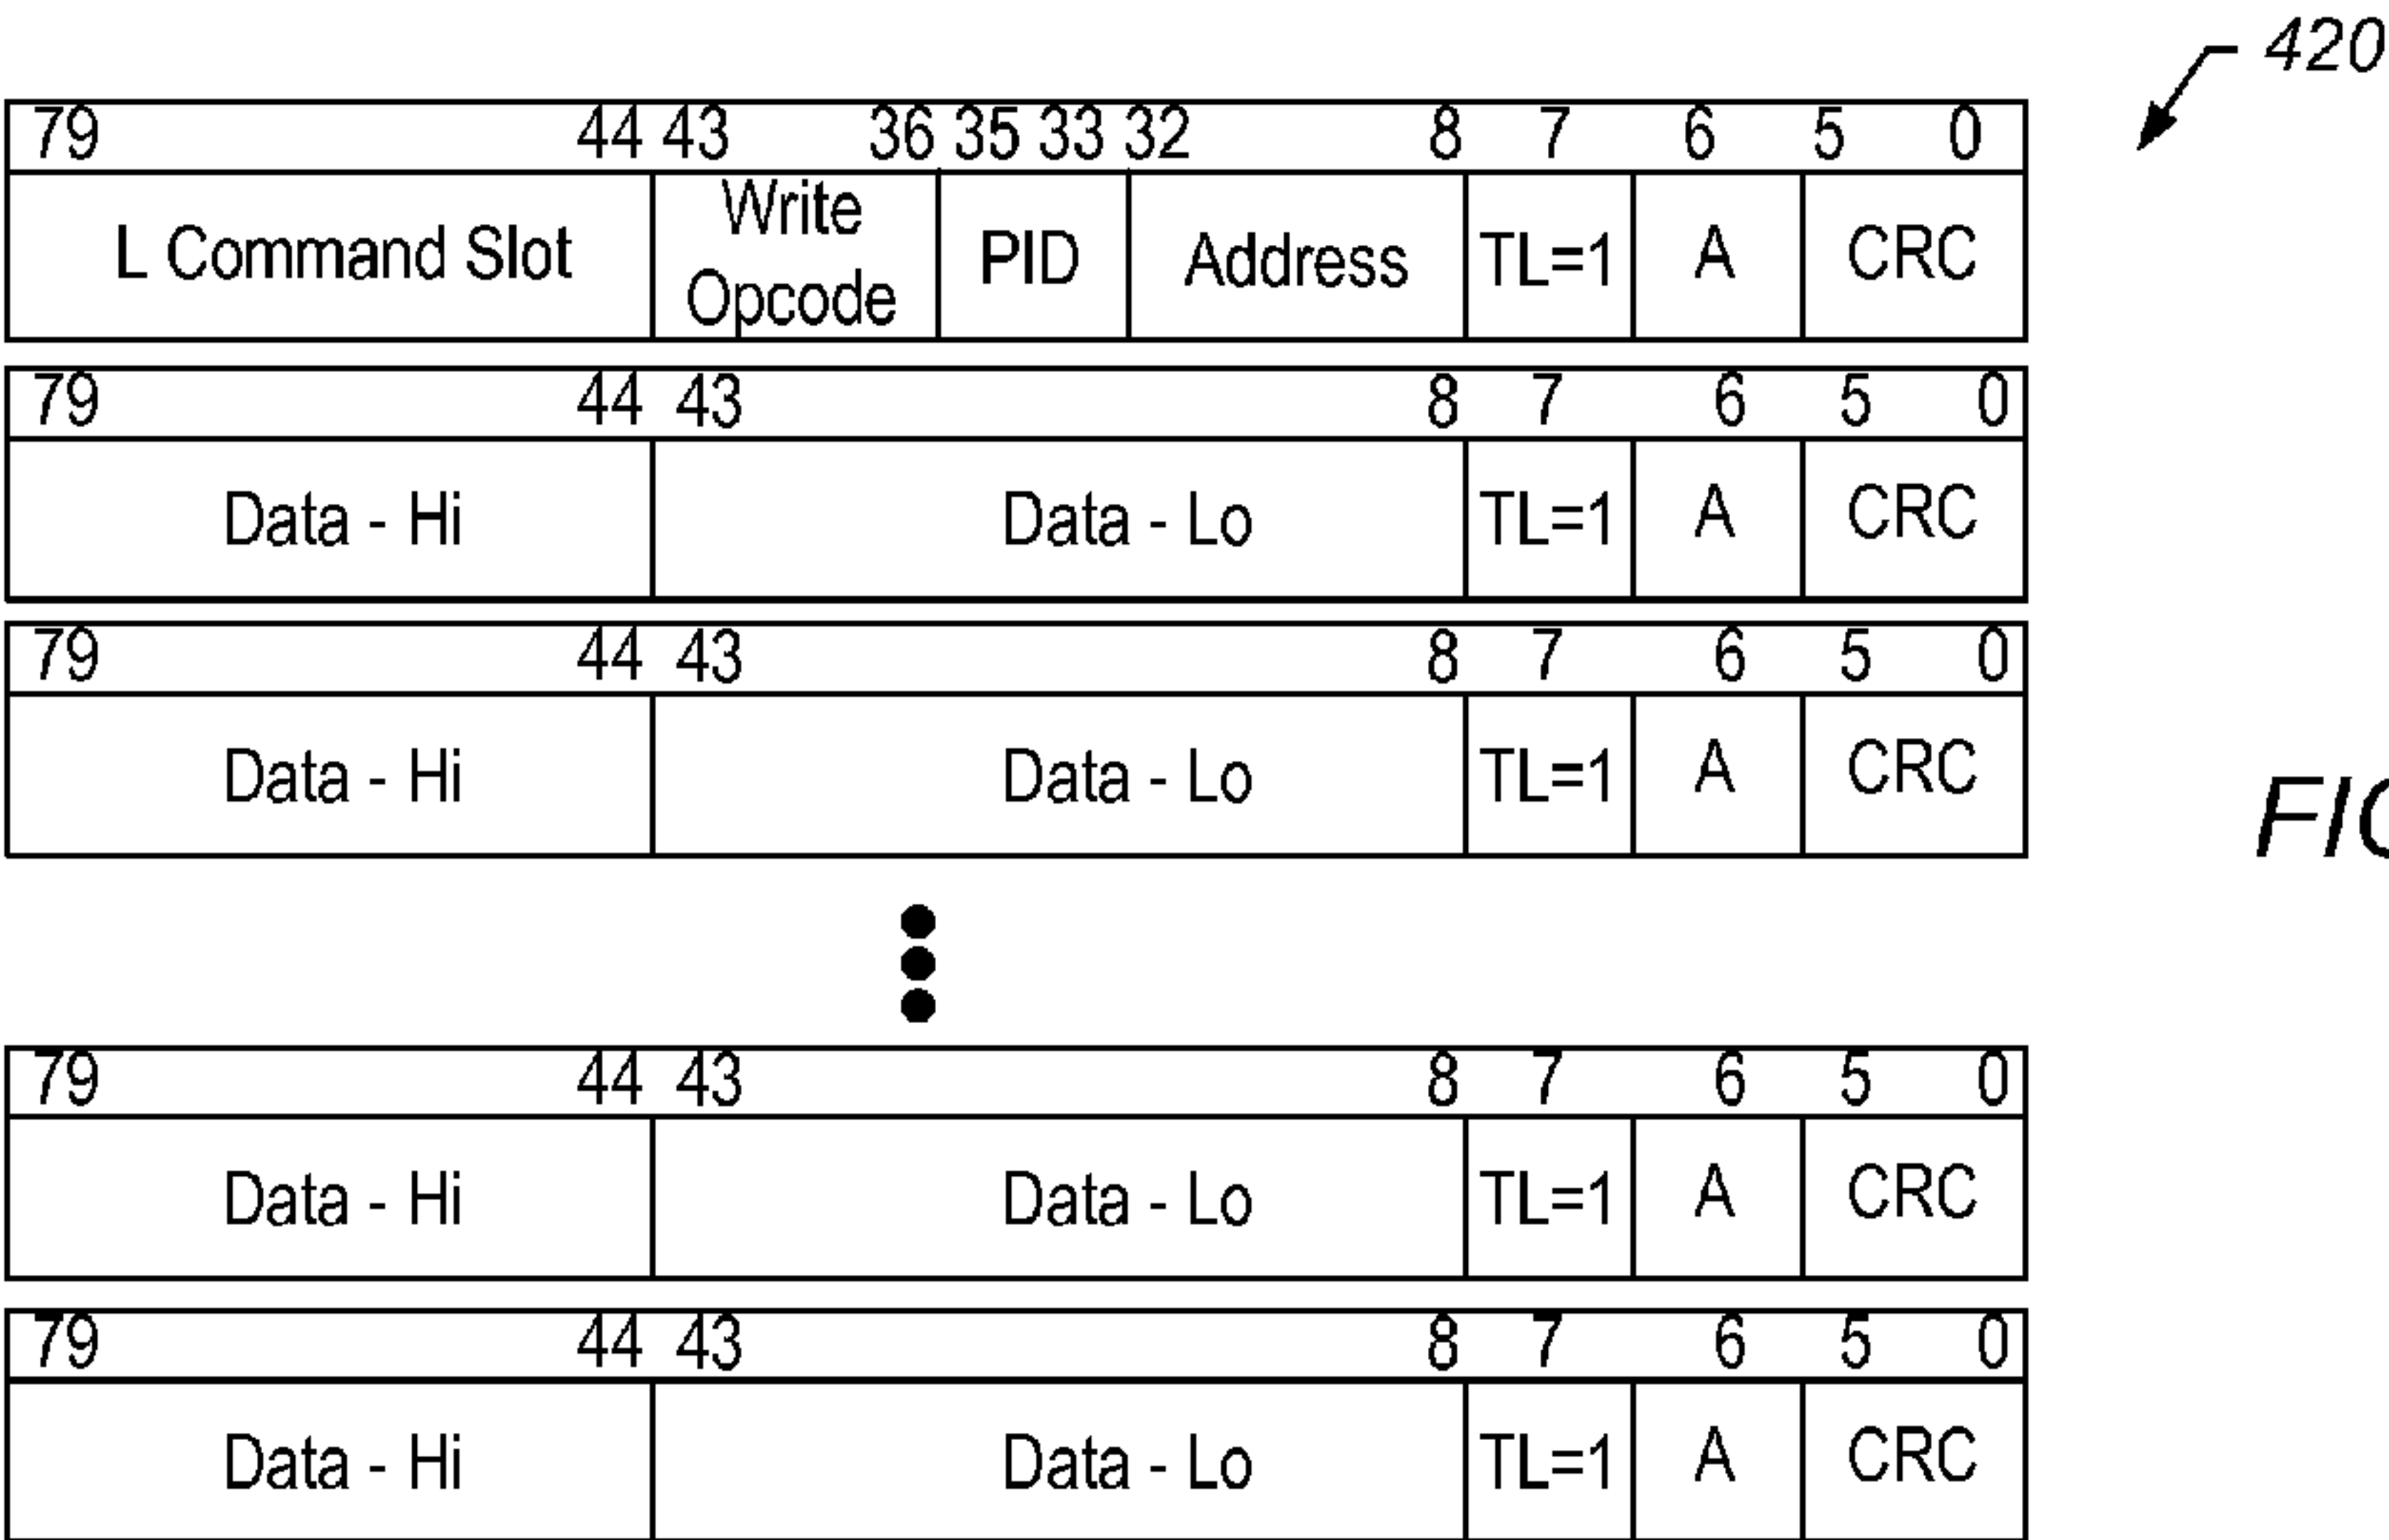 420
79 44 43 36 35 33 32 8 7 6 5 0
L Command Slot Write Opcode PID Address TL=1 A CRC
79 44 43 8 7 6 5 0
Data - Hi Data - Lo TL=1 A CRC
79 44 43 8 7 6 5 0
Data - Hi Data - Lo TL=1 A CRC
79 44 43 8 7 6 5 0
Data - Hi Data - Lo TL=1 A CRC
79 44 43 8 7 6 5 0
Data - Hi Data - Lo TL=1 A CRC